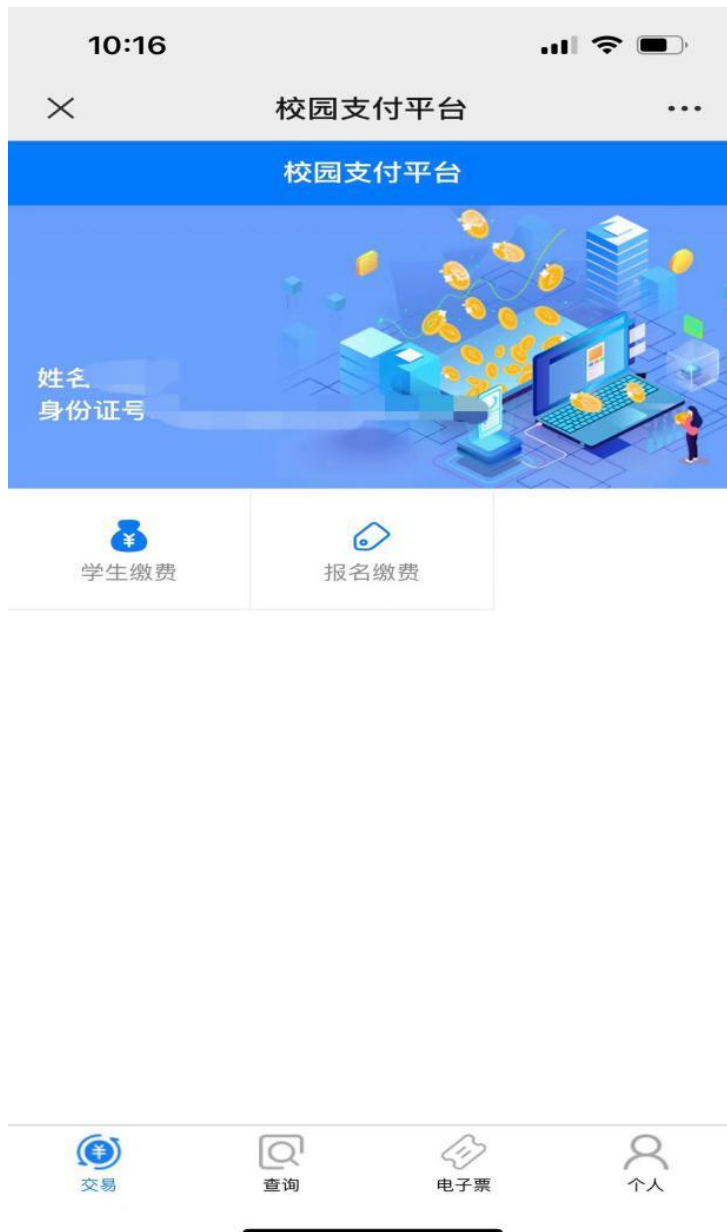 10:16
校园支付平台
校园支付平台
姓名
身份证号
学生缴费
报名缴费
交易
查询
电子票
个人